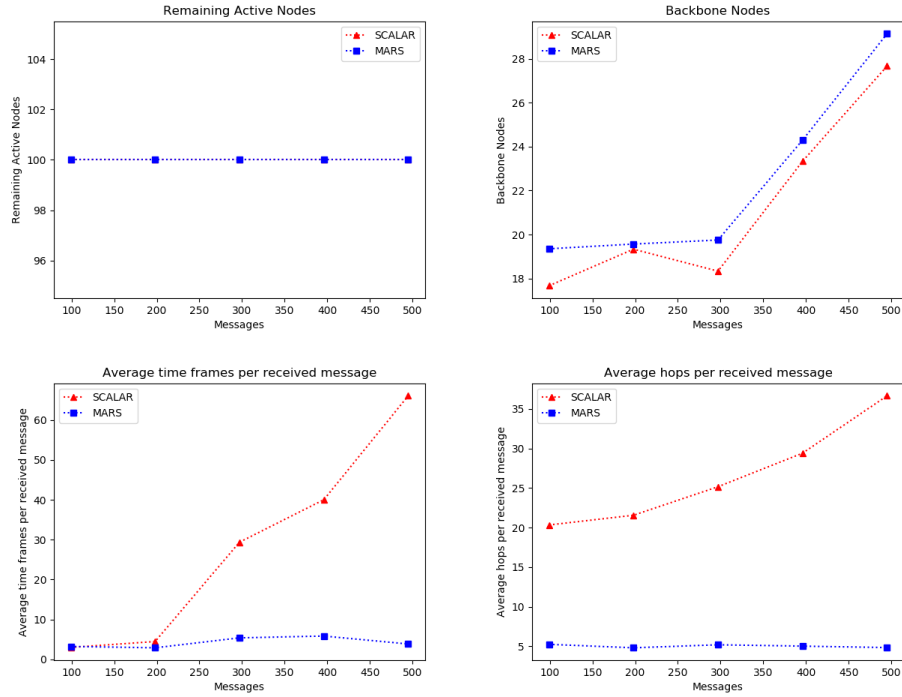 Remaining Active Nodes
SCALAR
MARS
104
102
100
98
96
Remaining Active Nodes
100 150 200 250 300 350 400 450 500
Messages
Backbone Nodes
SCALAR
MARS
28
26
24
22
20
18
Backbone Nodes
100 150 200 250 300 350 400 450 500
Messages
Average time frames per received message
SCALAR
MARS
60
50
40
30
20
10
0
Average time frames per received message
100 150 200 250 300 350 400 450 500
Messages
Average hops per received message
SCALAR
MARS
35
30
25
20
15
10
5
Average hops per received message
100 150 200 250 300 350 400 450 500
Messages